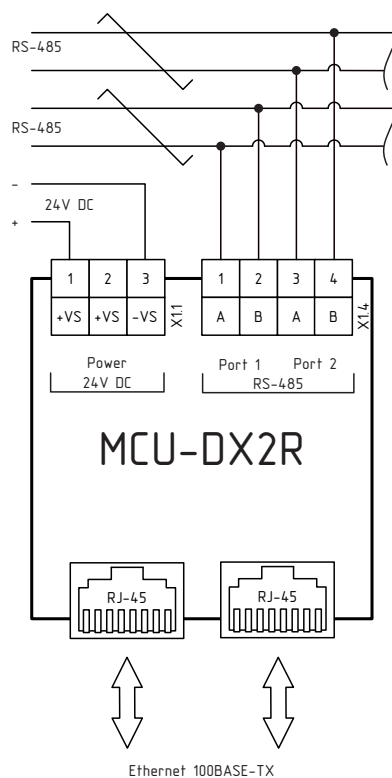 RS-485
RS-485
-
24V DC
+
1 2 3 1 2 3 4
+VS +VS -VS X1.1 A B A B X1.4
Power Port 1 Port 2
24V DC RS-485
MCU-DX2R
RJ-45 RJ-45
Ethernet 100BASE-TX